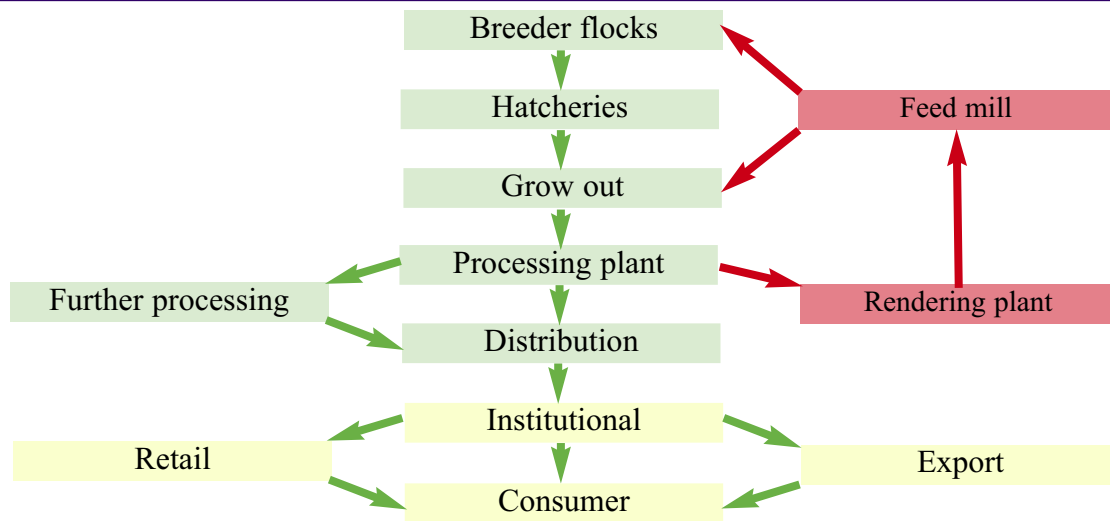 Breeder flocks
Hatcheries
Feed mill
Grow out
Processing plant
Further processing
Rendering plant
Distribution
Institutional
Retail
Export
Consumer